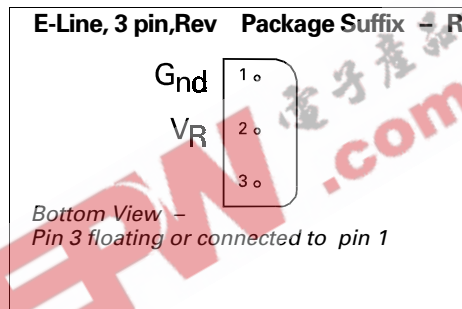 E-Line, 3 pin,Rev Package Suffix – R
Gnd 1
VR 2
3
Bottom View –
Pin 3 floating or connected to pin 1
.com